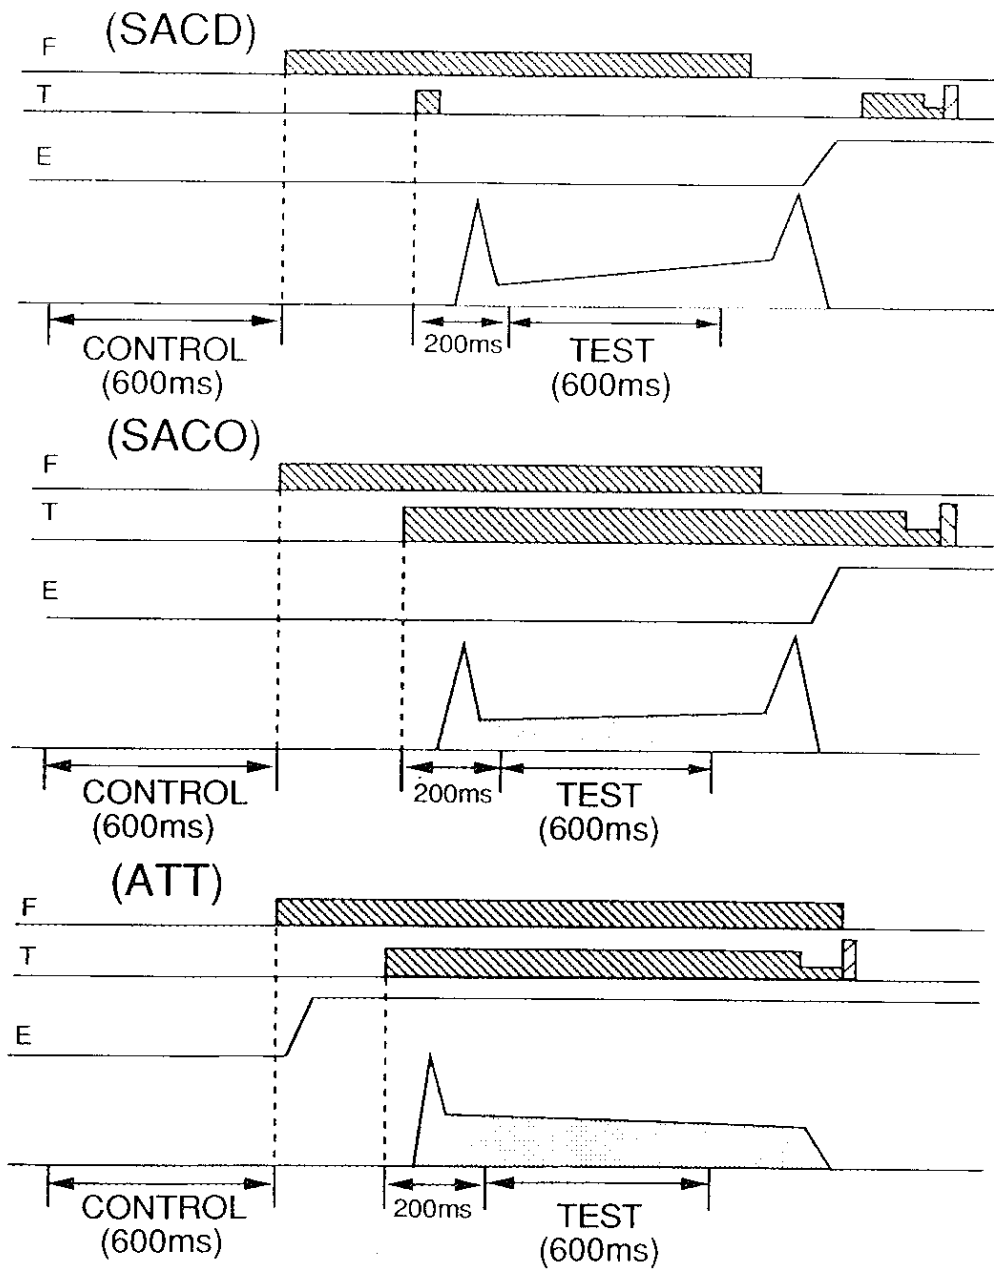 (SACD)
F
T
E
200ms
CONTROL
(600ms)
TEST
(600ms)
(SACO)
F
T
E
200ms
CONTROL
(600ms)
TEST
(600ms)
(ATT)
F
T
E
200ms
CONTROL
(600ms)
TEST
(600ms)